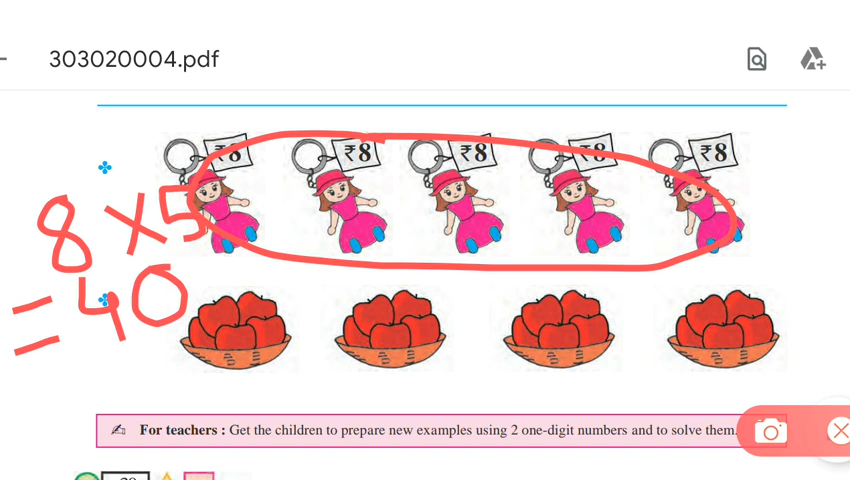 303020004.pdf
₹8 ₹8 ₹8 ₹8 ₹8
8 × 5
= 40
✍ For teachers : Get the children to prepare new examples using 2 one-digit numbers and to solve them.